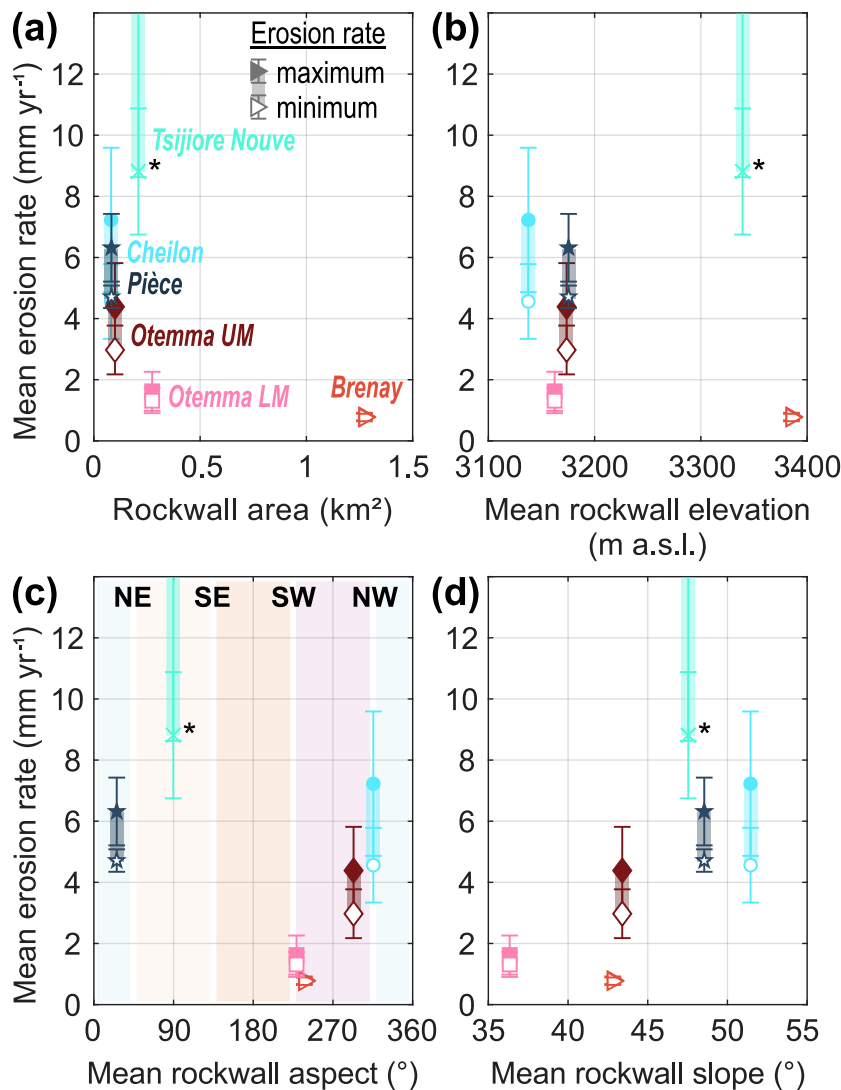 (a)
Erosion rate
maximum
minimum
Tsijiore Nouve
*
Cheilon
Pièce
Otemma UM
Otemma LM
Brenay
Mean erosion rate (mm yr⁻¹)
0
2
4
6
8
10
12
0 0.5 1 1.5
Rockwall area (km²)
(b)
*
3100 3200 3300 3400
Mean rockwall elevation
(m a.s.l.)
(c)
NE SE SW NW
*
Mean erosion rate (mm yr⁻¹)
0
2
4
6
8
10
12
0 90 180 270 360
Mean rockwall aspect (°)
(d)
*
35 40 45 50 55
Mean rockwall slope (°)